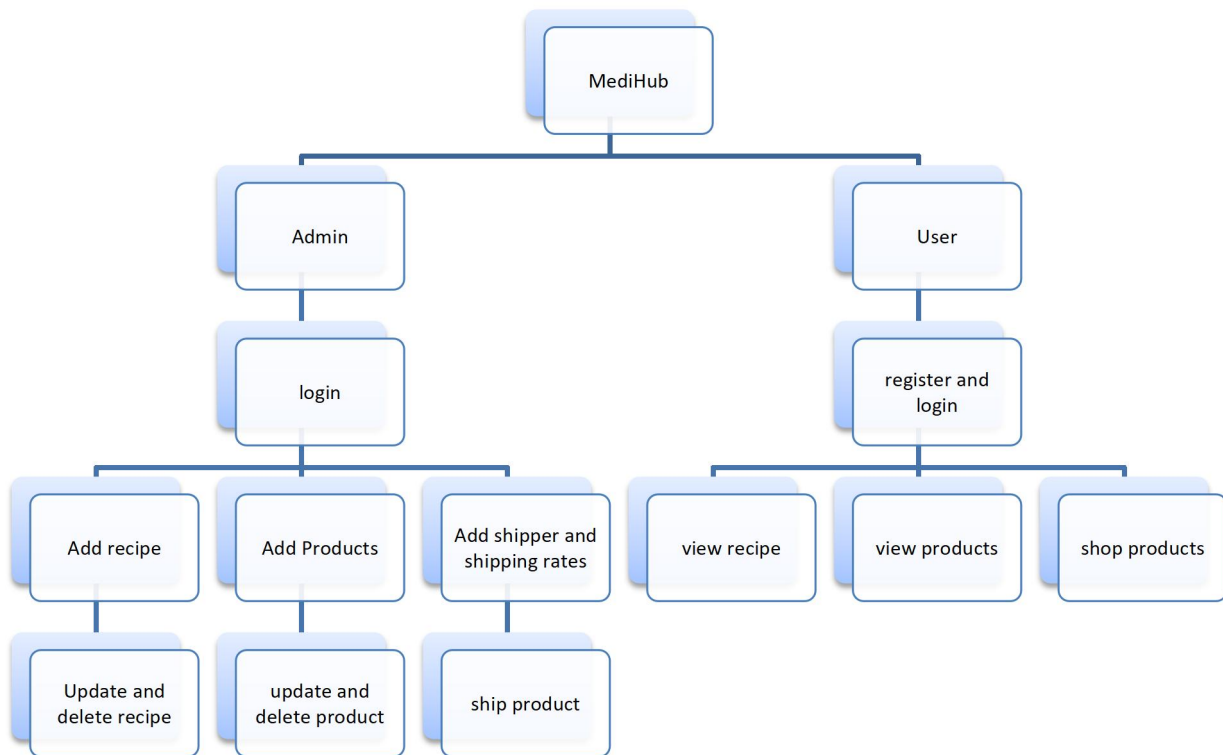 MediHub
Admin
User
login
register and
login
Add recipe
Add Products
Add shipper and
shipping rates
view recipe
view products
shop products
Update and
delete recipe
update and
delete product
ship product